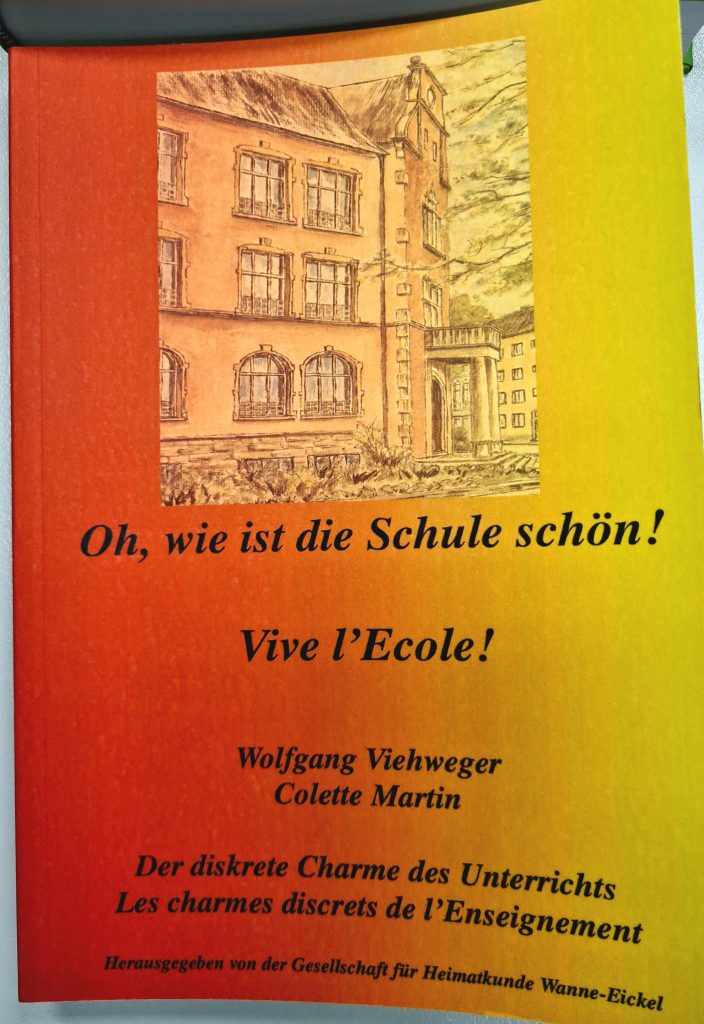 Oh, wie ist die Schule schön!
Vive l'Ecole!
Wolfgang Viehweger
Colette Martin
Der diskrete Charme des Unterrichts
Les charmes discrets de l'Enseignement
Herausgegeben von der Gesellschaft für Heimatkunde Wanne-Eickel